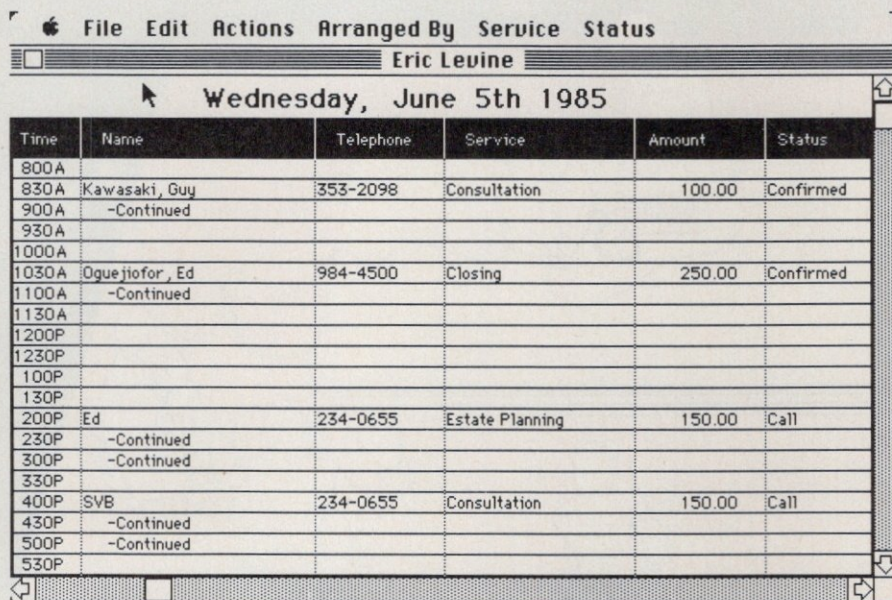 File Edit Actions Arranged By Service Status
Eric Levine
Wednesday, June 5th 1985
Time Name Telephone Service Amount Status
800A
830A Kawasaki, Guy 353-2098 Consultation 100.00 Confirmed
900A -Continued
930A
1000A
1030A Oguejiofor, Ed 984-4500 Closing 250.00 Confirmed
1100A -Continued
1130A
1200P
1230P
100P
130P
200P Ed 234-0655 Estate Planning 150.00 Call
230P -Continued
300P -Continued
330P
400P SVB 234-0655 Consultation 150.00 Call
430P -Continued
500P -Continued
530P